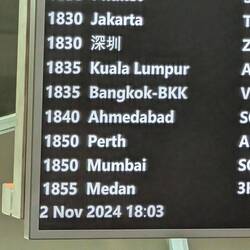 1830 Jakarta T
1830 深圳 Z
1835 Kuala Lumpur A
1835 Bangkok-BKK V
1840 Ahmedabad S
1850 Perth A
1850 Mumbai S
1855 Medan 3
2 Nov 2024 18:03